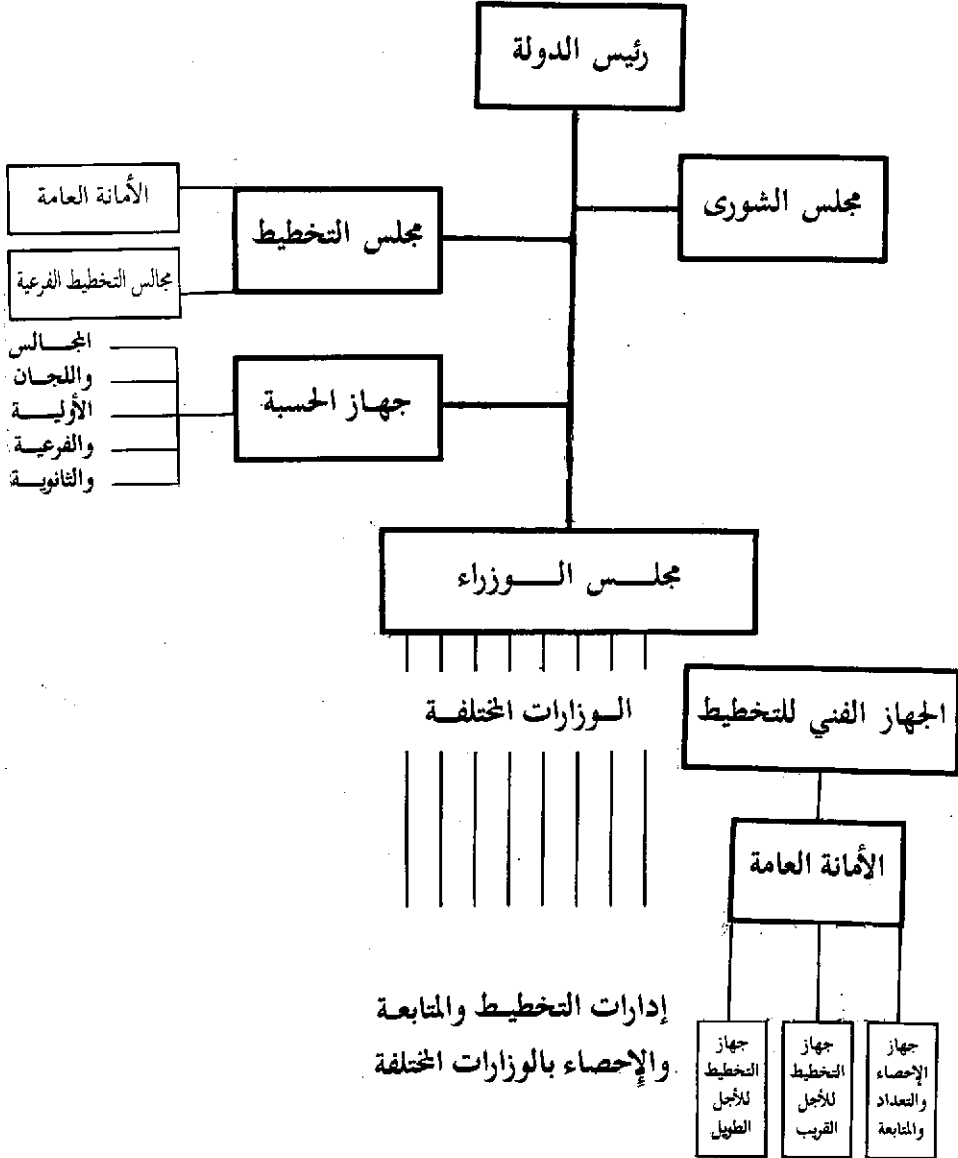 رئيس الدولة
مجلس الشورى
مجلس التخطيط
الأمانة العامة
مجالس التخطيط الفرعية
جهاز الحسبة
المجالس
واللجان
الأولية
والفرعية
والثانوية
مجلس الوزراء
الوزارات المختلفة
الجهاز الفني للتخطيط
الأمانة العامة
جهاز
الإحصاء
والتعداد
والمتابعة
جهاز
التخطيط
للأجل
القريب
جهاز
التخطيط
للأجل
الطويل
إدارات التخطيط والمتابعة
والإحصاء بالوزارات المختلفة